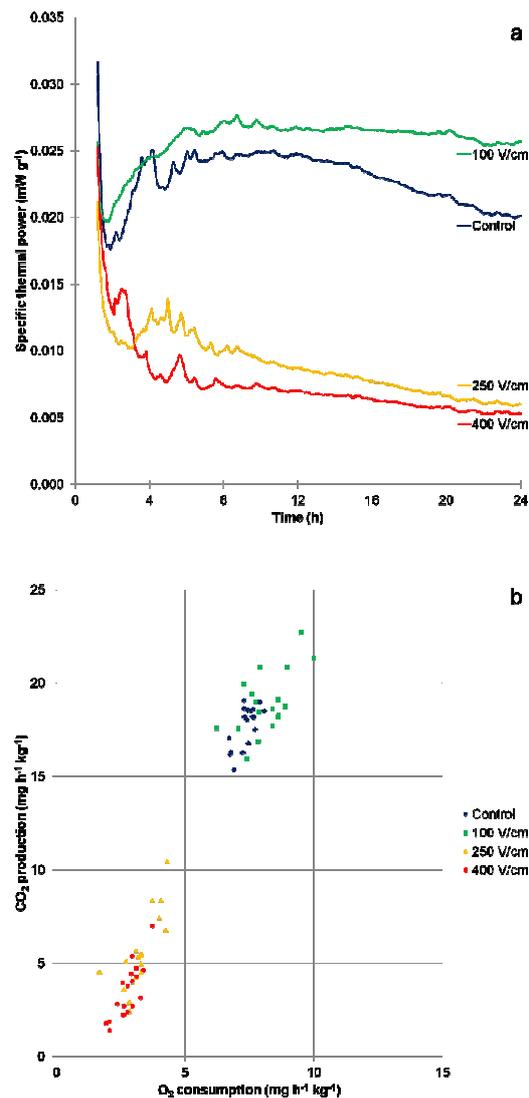 a
0.035
0.030
0.025
0.020
0.015
0.010
0.005
0.000
Specific thermal power (mW g⁻¹)
100 V/cm
Control
250 V/cm
400 V/cm
0 4 8 12 16 20 24
Time (h)
b
25
20
15
10
5
0
CO₂ production (mg h⁻¹ kg⁻¹)
Control
100 V/cm
250 V/cm
400 V/cm
0 5 10 15
O₂ consumption (mg h⁻¹ kg⁻¹)